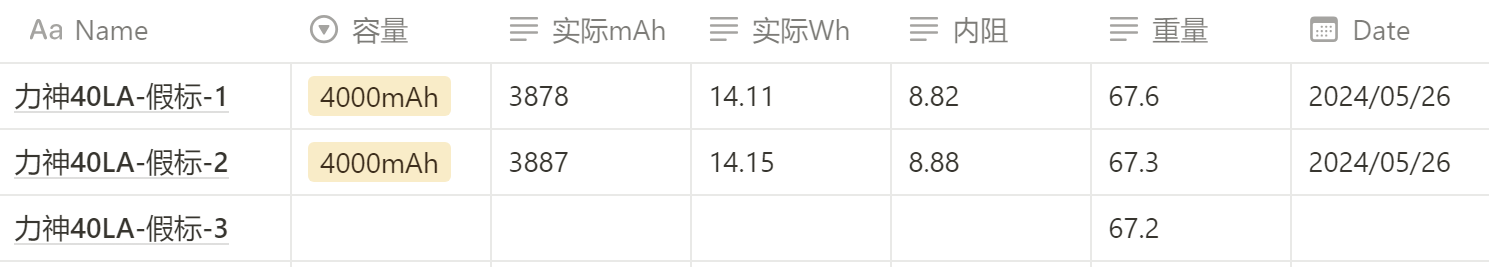 Aa Name 容量 实际mAh 实际Wh 内阻 重量 Date
力神40LA-假标-1 4000mAh 3878 14.11 8.82 67.6 2024/05/26
力神40LA-假标-2 4000mAh 3887 14.15 8.88 67.3 2024/05/26
力神40LA-假标-3 67.2